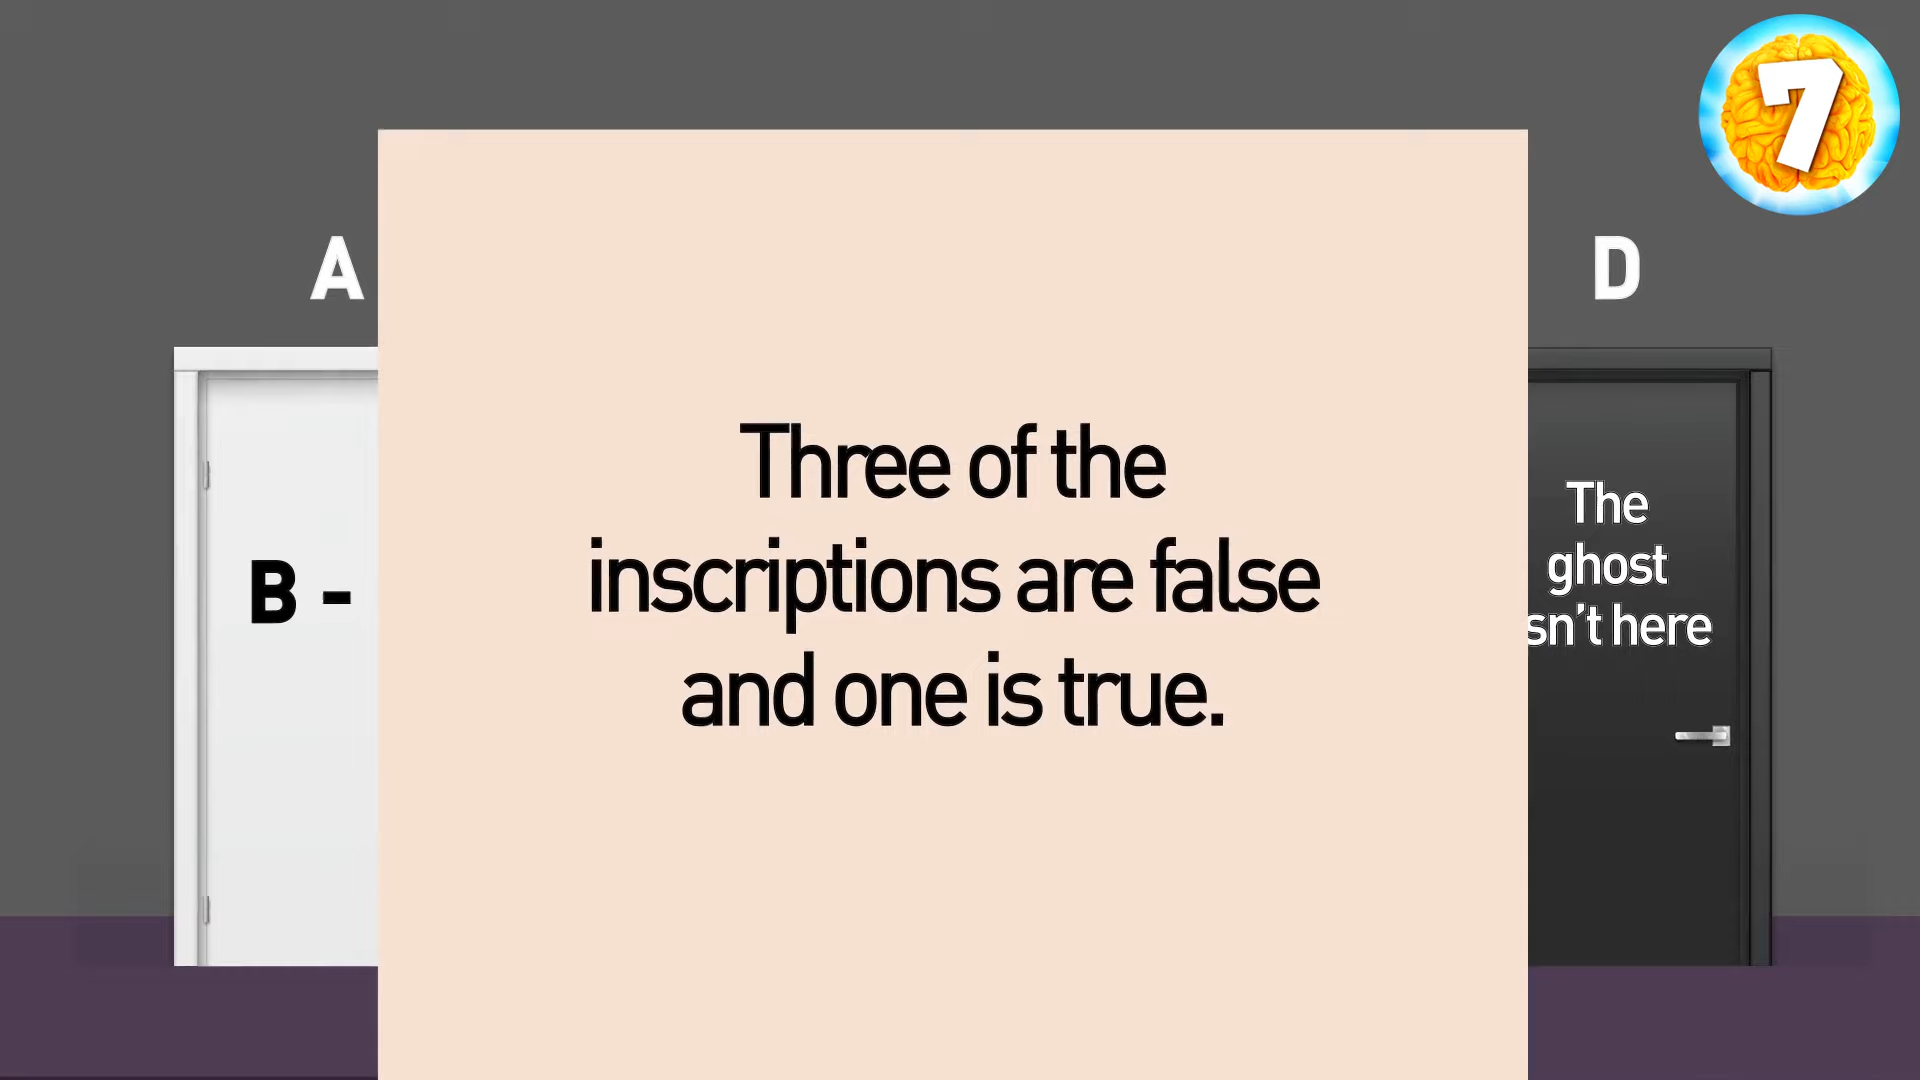 7
A
D
Three of the
inscriptions are false
and one is true.
B -
The
ghost
sn't here